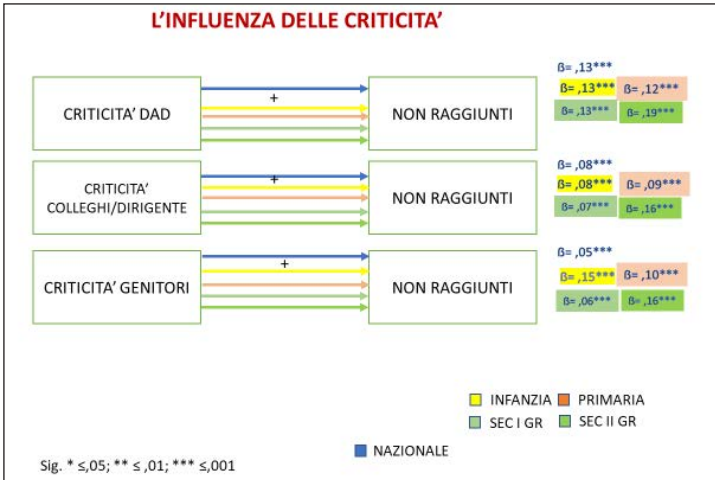 L'INFLUENZA DELLE CRITICITA'
CRITICITA' DAD
+
NON RAGGIUNTI
ß= ,13***
ß= ,13*** ß= ,12***
ß= ,13*** ß= ,19***
CRITICITA'
COLLEGHI/DIRIGENTE
+
NON RAGGIUNTI
ß= ,08***
ß= ,08*** ß= ,09***
ß= ,07*** ß= ,16***
CRITICITA' GENITORI
+
NON RAGGIUNTI
ß= ,05***
ß= ,15*** ß= ,10***
ß= ,06*** ß= ,16***
INFANZIA PRIMARIA
SEC I GR SEC II GR
NAZIONALE
Sig. * ≤,05; ** ≤ ,01; *** ≤,001